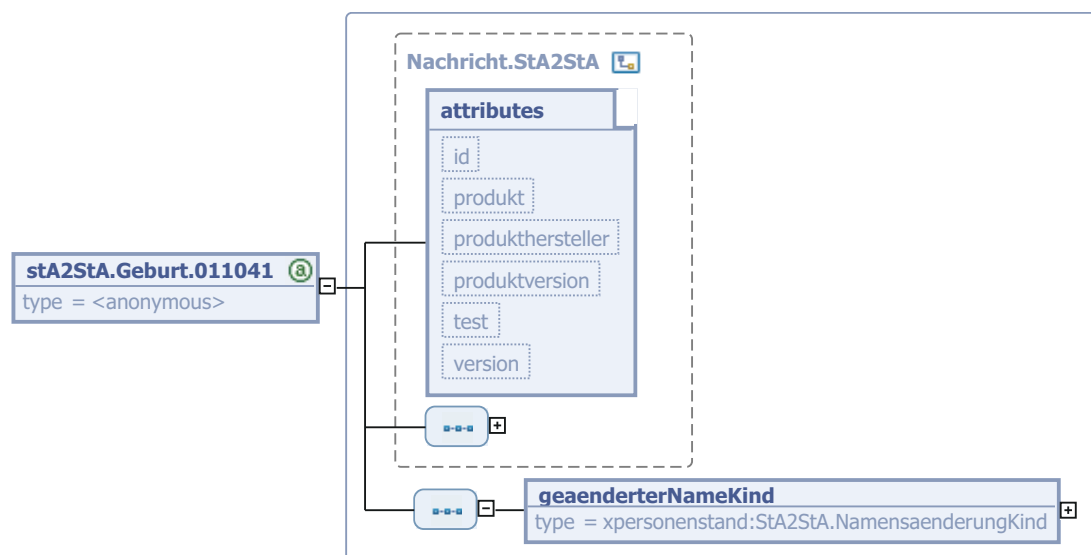 Nachricht.StA2StA
attributes
id
produkt
produkthersteller
produktversion
test
version
stA2StA.Geburt.011041
type = <anonymous>
geaenderterNameKind
type = xpersonenstand:StA2StA.NamensaenderungKind